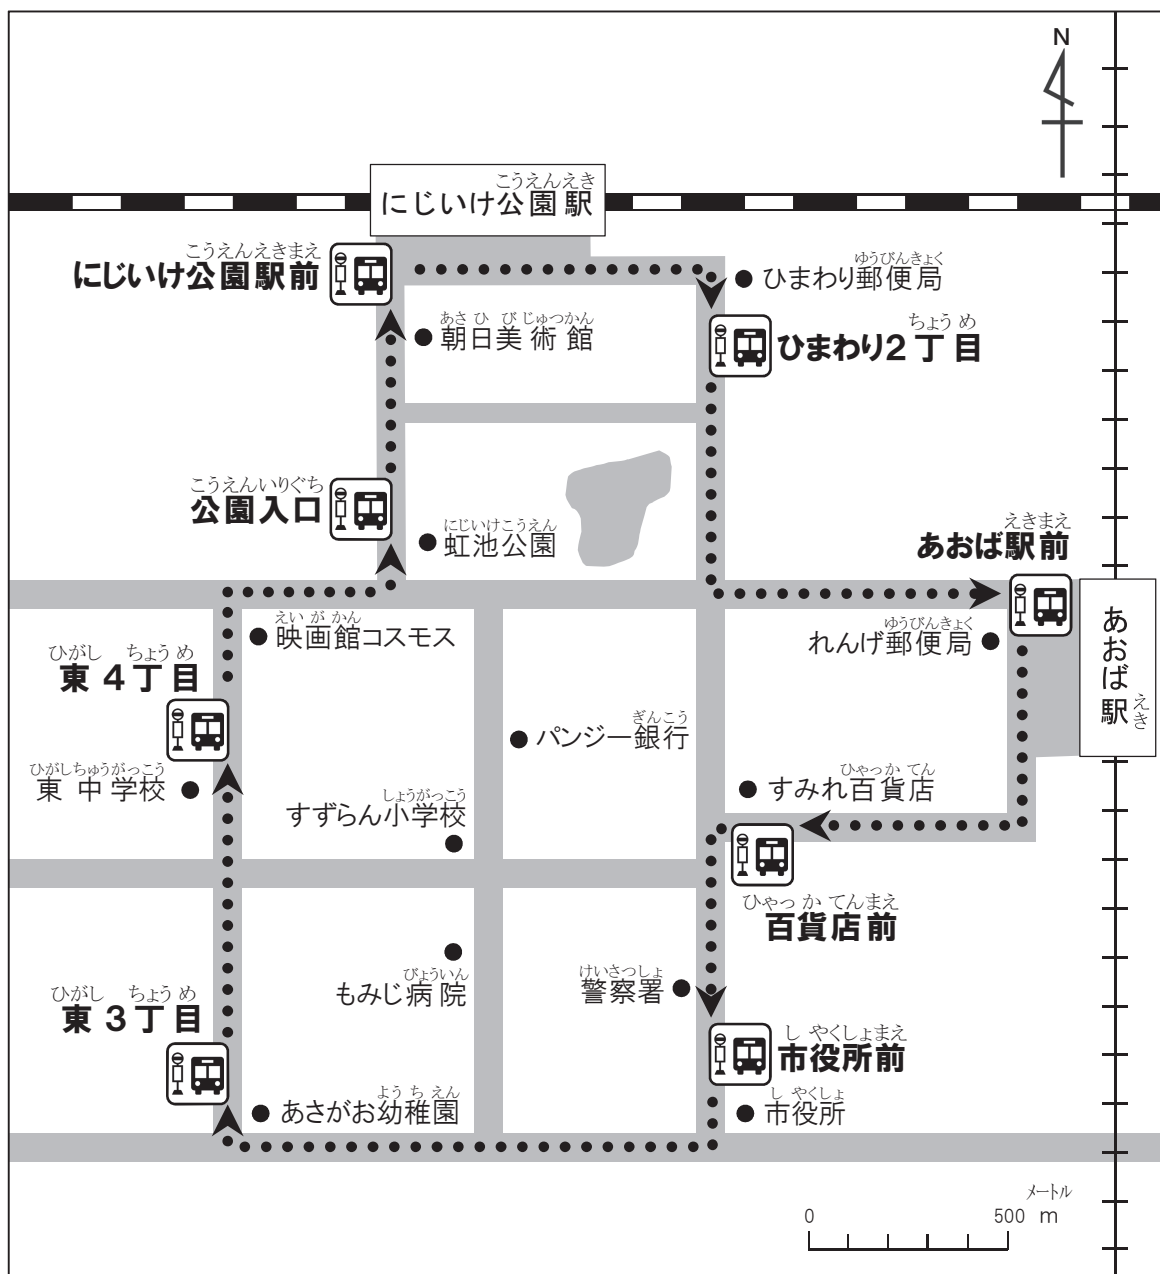 N
こうえんえき
にじいけ公園駅
こうえんえきまえ
にじいけ公園駅前
ゆうびんきょく
ひまわり郵便局
あさ ひ び じゅつかん
朝日美術館
ちょう め
ひまわり2丁目
こうえんいりぐち
公園入口
にじいけこうえん
虹池公園
えきまえ
あおば駅前
えい が かん
映画館コスモス
ゆうびんきょく
れんげ郵便局
あおば駅
えき
ひがし ちょう め
東4丁目
ぎんこう
パンジー銀行
ひがしちゅうがっこう
東中学校
ひゃっか てん
すみれ百貨店
しょうがっこう
すずらん小学校
ひゃっ か てんまえ
百貨店前
びょういん
もみじ病院
けいさつしょ
警察署
ひがし ちょう め
東3丁目
し やくしょまえ
市役所前
よう ち えん
あさがお幼稚園
し やくしょ
市役所
メートル
0 500 m